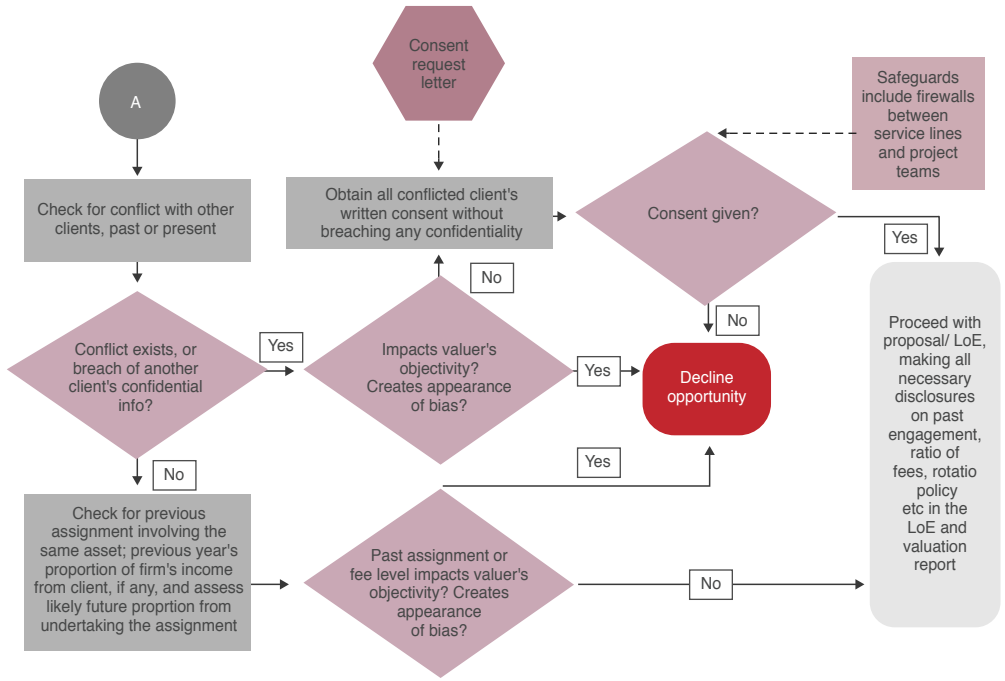 A
Consent
request
letter
Safeguards
include firewalls
between
service lines
and project
teams
Check for conflict with other
clients, past or present
Obtain all conflicted client's
written consent without
breaching any confidentiality
Consent given?
Yes
No
No
Conflict exists, or
breach of another
client's confidential
info?
Yes
Impacts valuer's
objectivity?
Creates appearance
of bias?
Yes
Decline
opportunity
Proceed with
proposal/ LoE,
making all
necessary
disclosures
on past
engagement,
ratio of
fees, rotatio
policy
etc in the
LoE and
valuation
report
No
Yes
Check for previous
assignment involving the
same asset; previous year's
proportion of firm's income
from client, if any, and assess
likely future proprtion from
undertaking the assignment
Past assignment or
fee level impacts valuer's
objectivity? Creates
appearance
of bias?
No